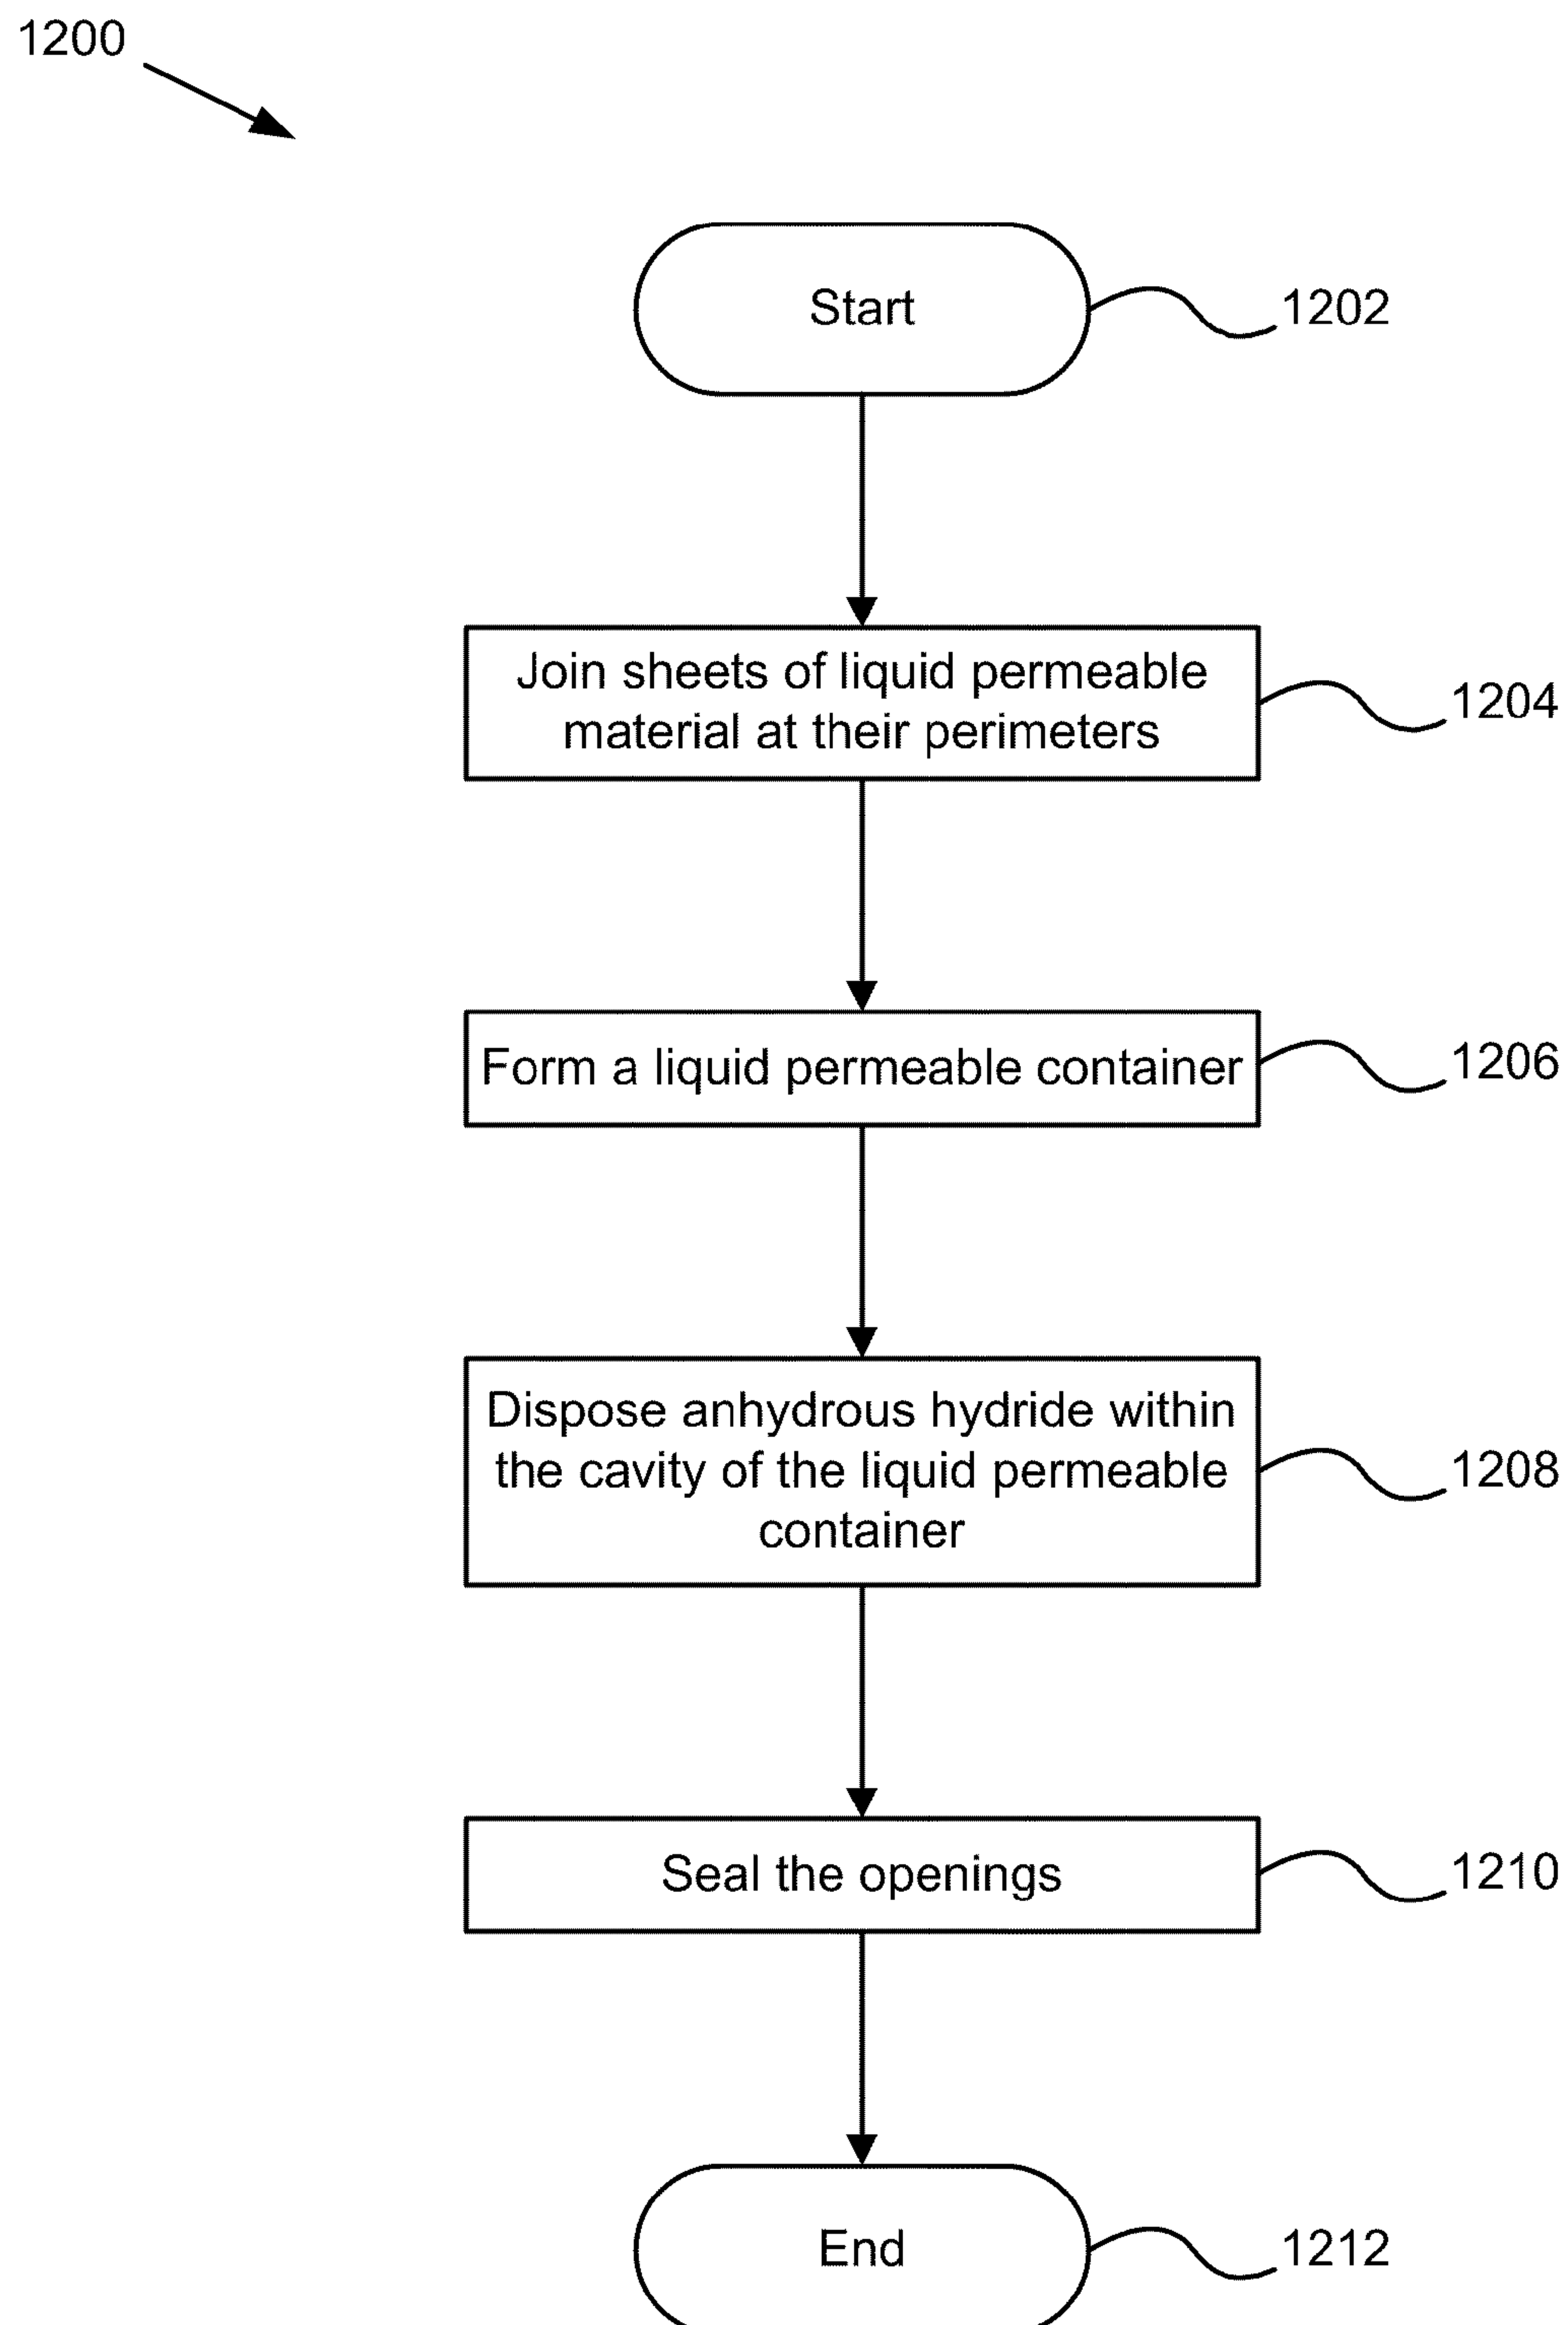 1200
Start
1202
Join sheets of liquid permeable
material at their perimeters
1204
Form a liquid permeable container
1206
Dispose anhydrous hydride within
the cavity of the liquid permeable
container
1208
Seal the openings
1210
End
1212